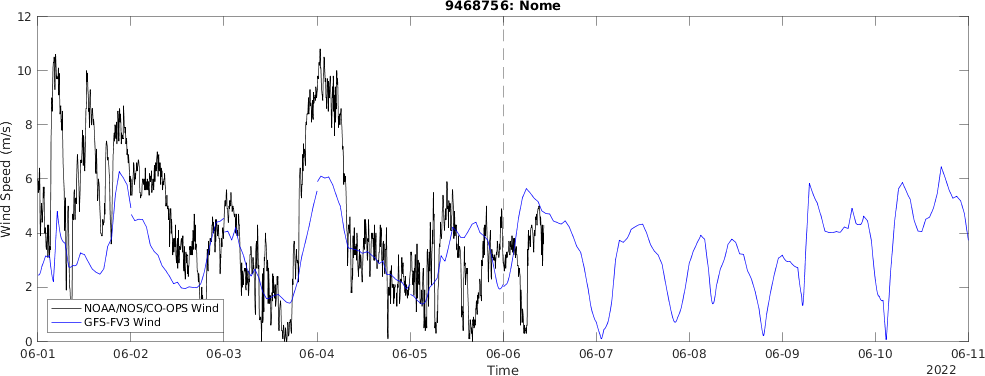 9468756: Nome
12
10
8
6
4
2
0
Wind Speed (m/s)
NOAA/NOS/CO-OPS Wind
GFS-FV3 Wind
06-01 06-02 06-03 06-04 06-05 06-06 06-07 06-08 06-09 06-10 06-11
Time
2022